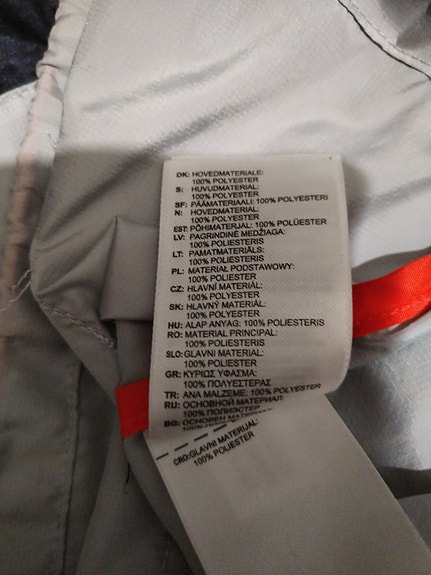 DK: HOVEDMATERIALE:
100% POLYESTER
S: HUVUDMATERIAL:
100% POLYESTER
SF: PÄÄMATERIAALI: 100% POLYESTERI
N: HOVEDMATERIAL:
100% POLYESTER
EST: PÕHIMATERJAL: 100% POLÜESTER
LV: PAGRINDINĖ MEDŽIAGA:
100% POLIESTERIS
LT: PAMATMATERIĀLS:
100% POLIESTERIS
PL: MATERIAŁ PODSTAWOWY:
100% POLIESTER
CZ: HLAVNÍ MATERIÁL:
100% POLYESTER
SK: HLAVNÝ MATERIÁL:
100% POLYESTER
HU: ALAP ANYAG: 100% POLIESTERIS
RO: MATERIAL PRINCIPAL:
100% POLIESTER
SLO: GLAVNI MATERIAL:
100% POLIESTER
GR: ΚΥΡΙΩΣ ΥΦΑΣΜΑ:
100% ΠΟΛΥΕΣΤΕΡΑΣ
TR: ANA MALZEME: 100% POLYESTER
RU: ОСНОВНОЙ МАТЕРИАЛ:
100% ПОЛИЭСТЕР
BG: ОСНОВЕН МАТЕРИАЛ:
CRO: GLAVNI MATERIJAL:
100% POLIESTER